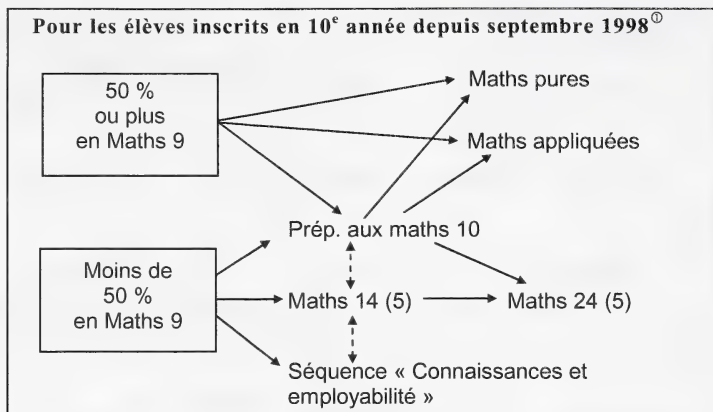 Pour les élèves inscrits en 10e année depuis septembre 1998①
50 %
ou plus
en Maths 9
Maths pures
Maths appliquées
Prép. aux maths 10
Moins de
50 %
en Maths 9
Maths 14 (5)
Maths 24 (5)
Séquence « Connaissances et
employabilité »